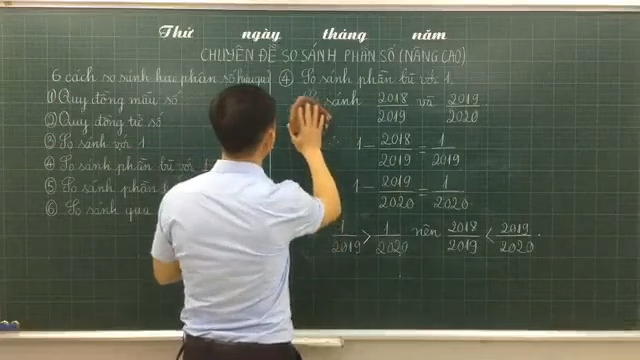 Thứ ngày tháng năm
CHUYÊN ĐỀ SO SÁNH PHÂN SỐ (NÂNG CAO)
6 cách so sánh hai phân số
① Quy đồng mẫu số
② Quy đồng tử số
③ So sánh với 1
④ So sánh phần bù với 1
⑤ So sánh phần
⑥ So sánh qua
④ So sánh phần bù với 1.
sánh 2018/2019 và 2019/2020
1 - 2018/2019 = 1/2019
1 - 2019/2020 = 1/2020
1/2019 > 1/2020 nên 2018/2019 < 2019/2020.